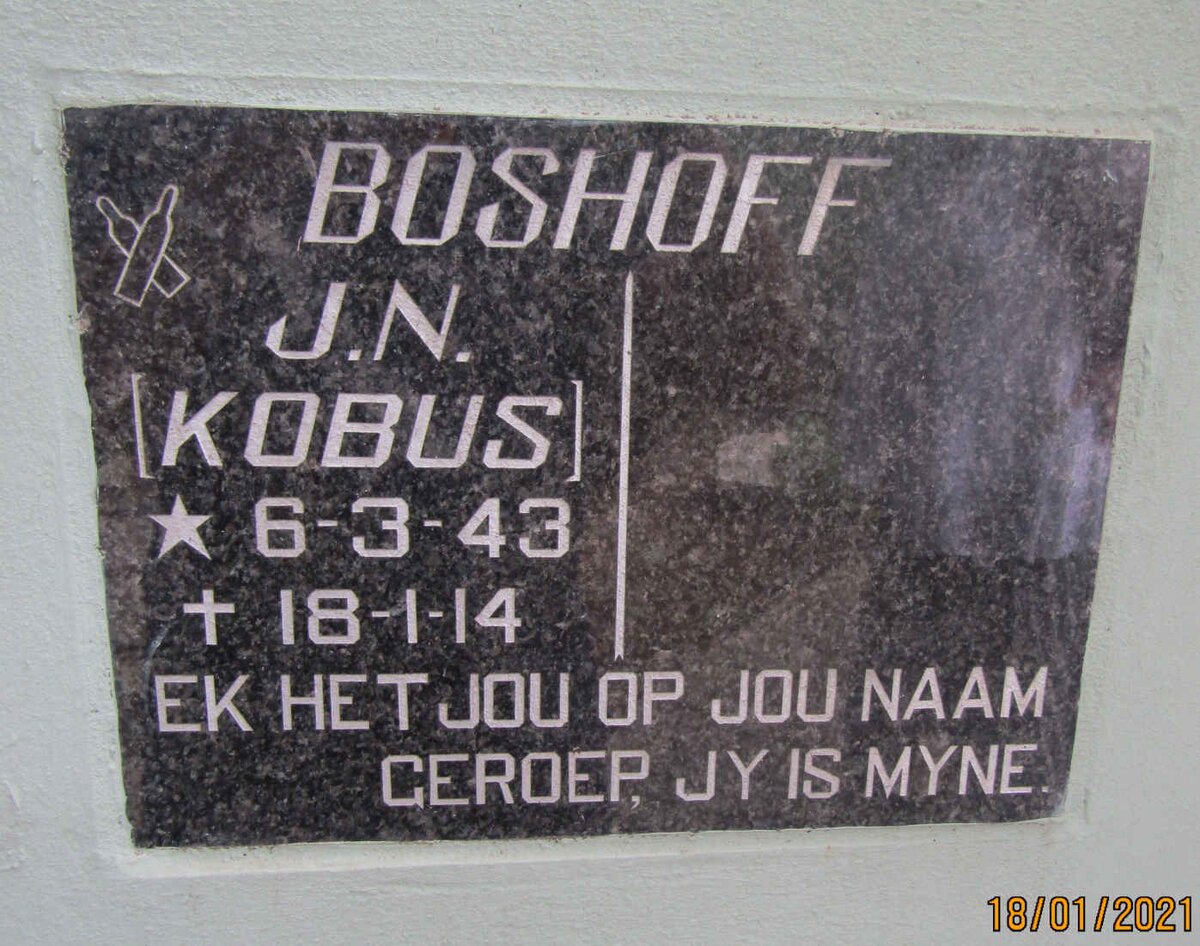 BOSHOFF
J.N.
[KOBUS]
★ 6-3-43
✝ 18-1-14
EK HET JOU OP JOU NAAM
GEROEP, JY IS MYNE.
18/01/2021